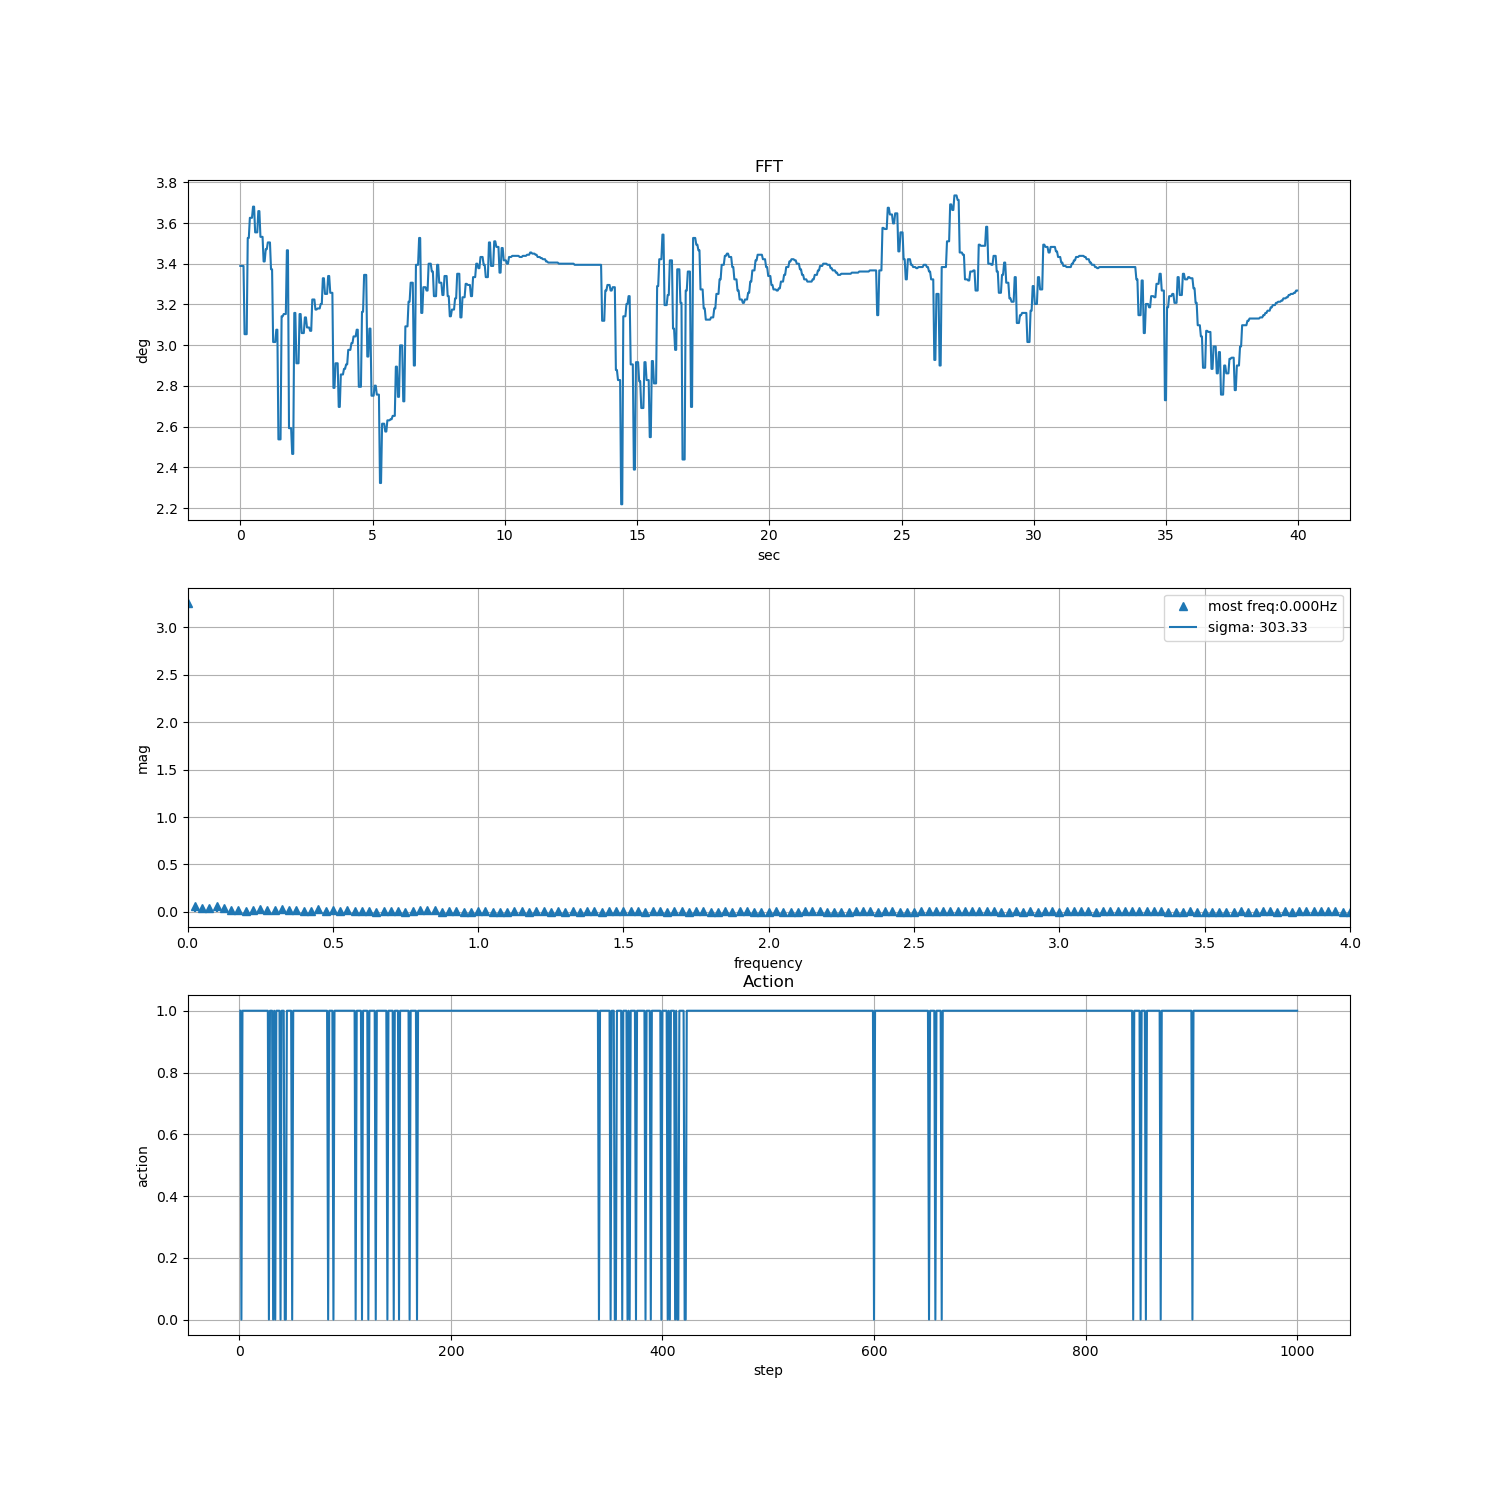 FFT
3.8
3.6
3.4
3.2
3.0
2.8
2.6
2.4
2.2
deg
0 5 10 15 20 25 30 35 40
sec
most freq:0.000Hz
sigma: 303.33
3.0
2.5
2.0
1.5
1.0
0.5
0.0
mag
0.0 0.5 1.0 1.5 2.0 2.5 3.0 3.5 4.0
frequency
Action
1.0
0.8
0.6
0.4
0.2
0.0
action
0 200 400 600 800 1000
step